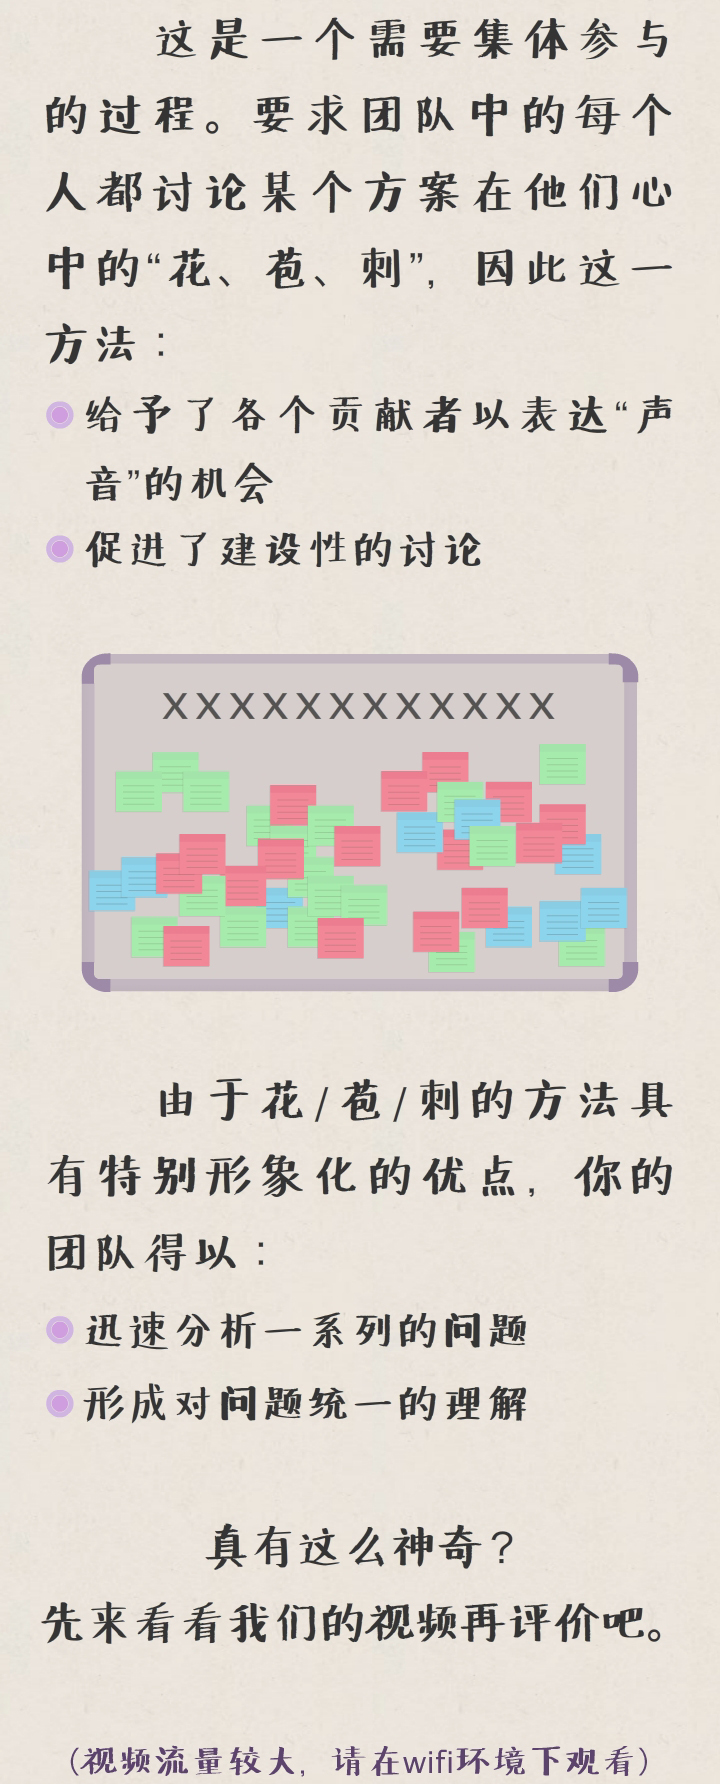 这是一个需要集体参与
的过程。要求团队中的每个
人都讨论某个方案在他们心
中的“花、苞、刺”，因此这一
方法：
给予了各个贡献者以表达“声
音”的机会
促进了建设性的讨论
XXXXXXXXXXXX
由于花/苞/刺的方法具
有特别形象化的优点，你的
团队得以：
迅速分析一系列的问题
形成对问题统一的理解
真有这么神奇？
先来看看我们的视频再评价吧。
（视频流量较大，请在wifi环境下观看）